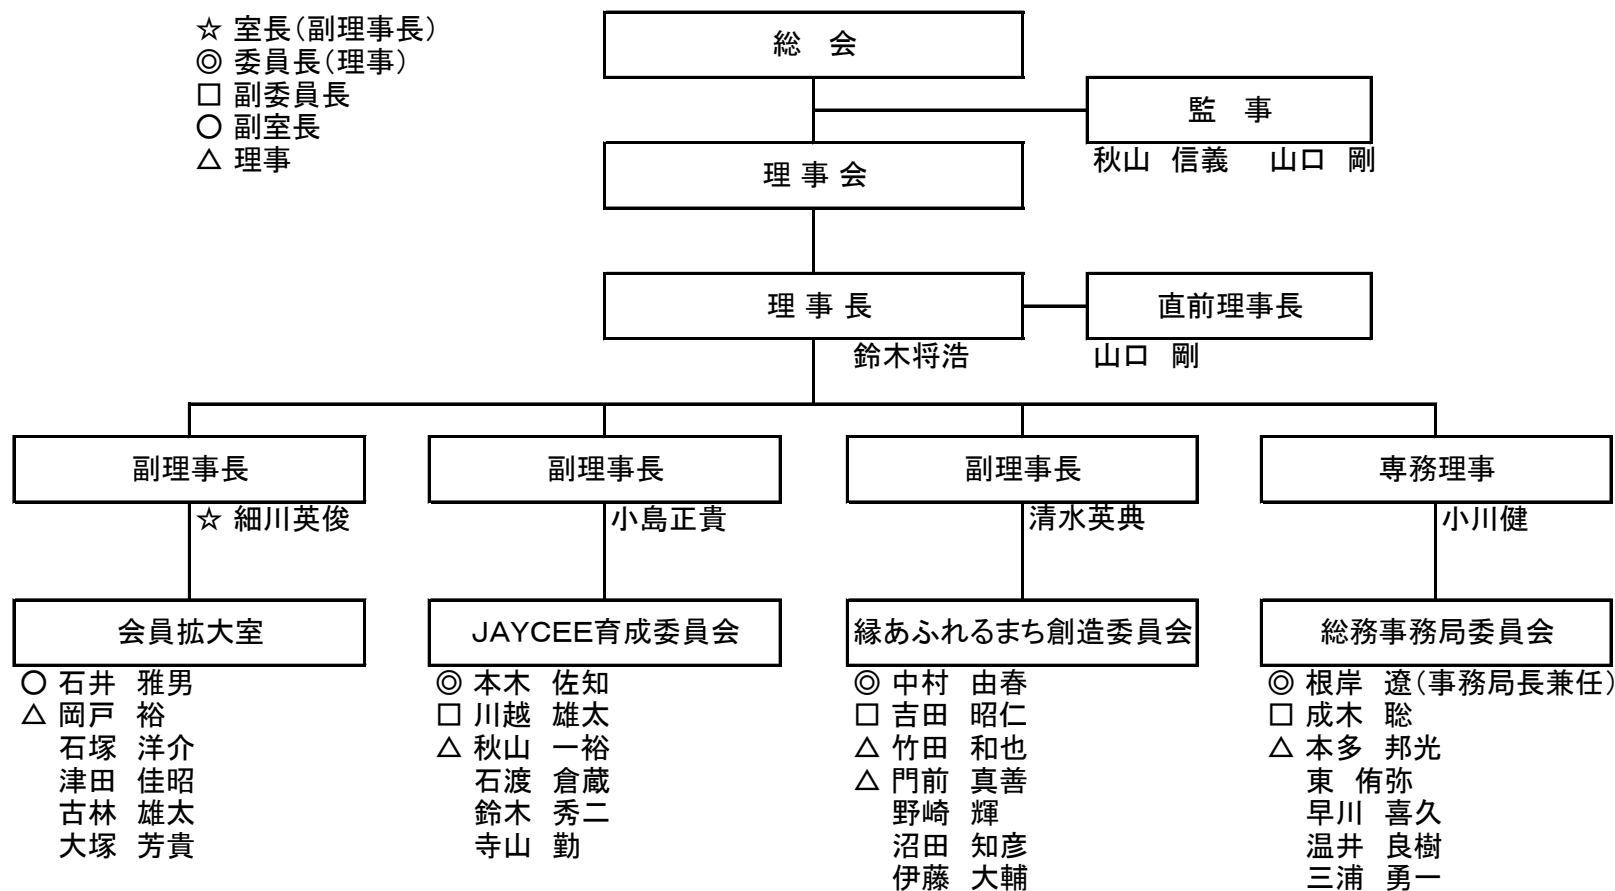 ☆ 室長(副理事長)
◎ 委員長(理事)
□ 副委員長
○ 副室長
△ 理事
総　会
監　事
秋山　信義　山口　剛
理 事 会
理 事 長
鈴木将浩
直前理事長
山口　剛
副理事長
☆ 細川英俊
副理事長
小島正貴
副理事長
清水英典
専務理事
小川健
会員拡大室
○ 石井　雅男
△ 岡戸　裕
石塚　洋介
津田　佳昭
古林　雄太
大塚　芳貴
JAYCEE育成委員会
◎ 本木　佐知
□ 川越　雄太
△ 秋山　一裕
石渡　倉蔵
鈴木　秀二
寺山　勤
縁あふれるまち創造委員会
◎ 中村　由春
□ 吉田　昭仁
△ 竹田　和也
△ 門前　真善
野崎　輝
沼田　知彦
伊藤　大輔
総務事務局委員会
◎ 根岸　遼(事務局長兼任)
□ 成木　聡
△ 本多　邦光
東　侑弥
早川　喜久
温井　良樹
三浦　勇一